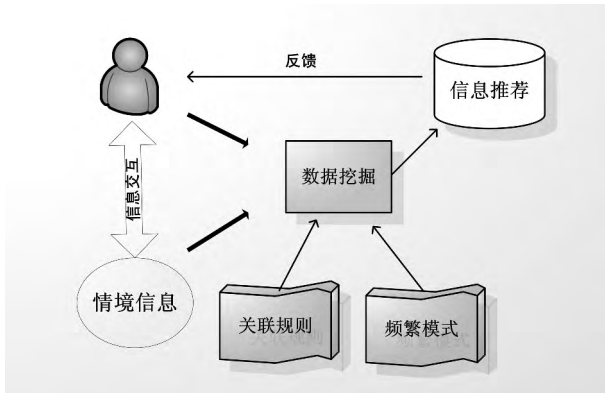 反馈
信息推荐
信息交互
数据挖掘
情境信息
关联规则
频繁模式